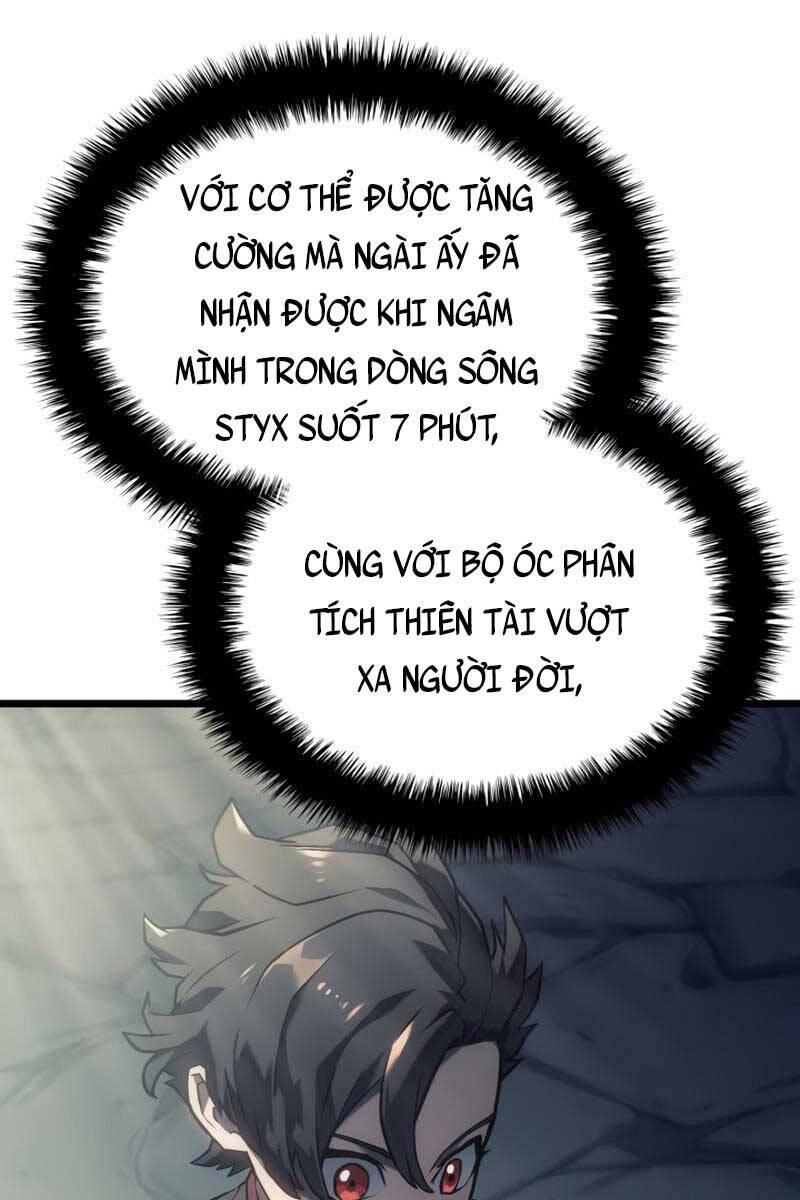 VỚI CƠ THỂ ĐƯỢC TĂNG
CƯỜNG MÀ NGÀI ẤY ĐÃ
NHẬN ĐƯỢC KHI NGÂM
MÌNH TRONG DÒNG SÔNG
STYX SUỐT 7 PHÚT,
CÙNG VỚI BỘ ÓC PHÂN
TÍCH THIÊN TÀI VƯỢT
XA NGƯỜI ĐỜI,